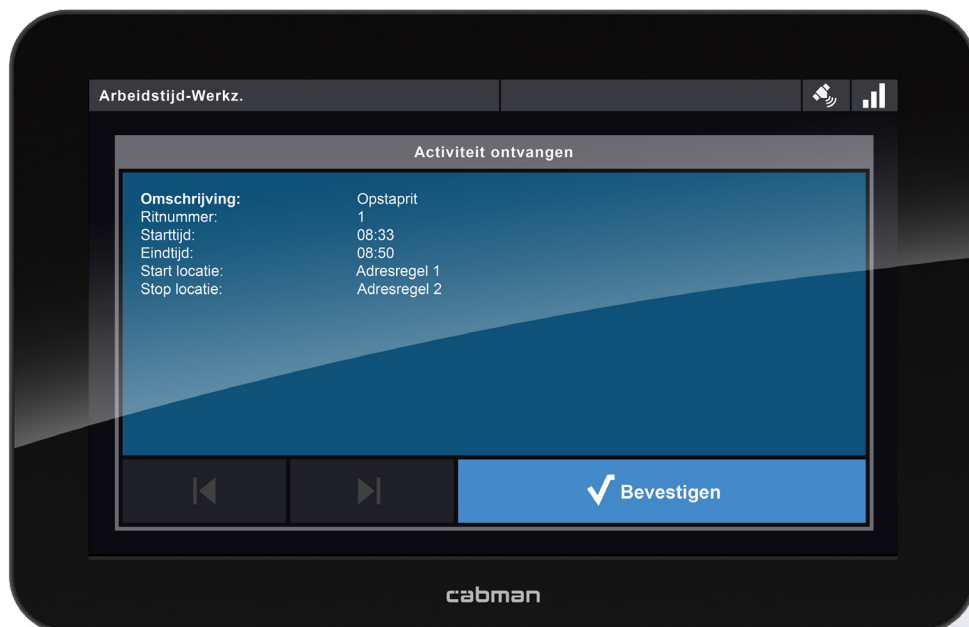 Arbeidstijd-Werkz.
Activiteit ontvangen
Omschrijving: Opstaprit
Ritnummer: 1
Starttijd: 08:33
Eindtijd: 08:50
Start locatie: Adresregel 1
Stop locatie: Adresregel 2
Bevestigen
cabman